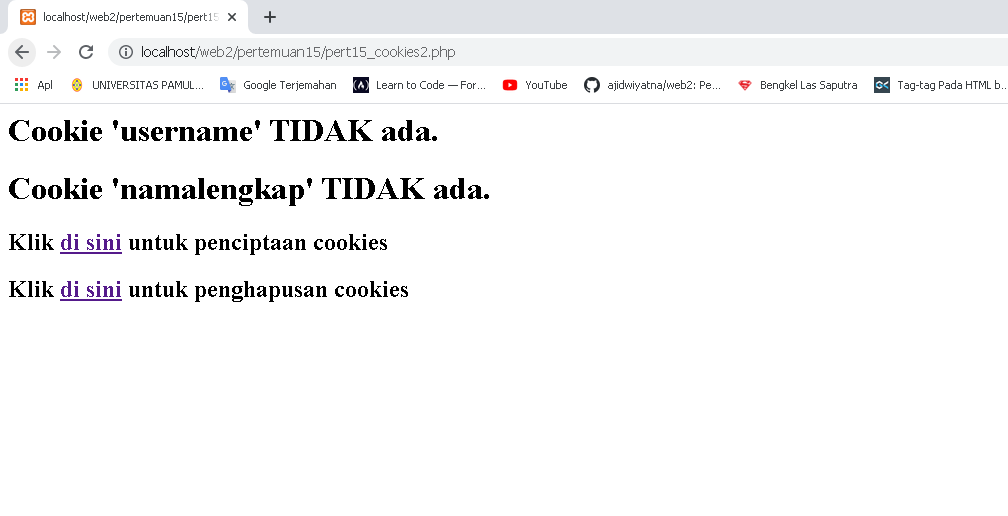 localhost/web2/pertemuan15/pert15
localhost/web2/pertemuan15/pert15_cookies2.php
Apl UNIVERSITAS PAMUL... Google Terjemahan Learn to Code — For... YouTube ajidwiyatna/web2: Pe... Bengkel Las Saputra Tag-tag Pada HTML b...
Cookie 'username' TIDAK ada.
Cookie 'namalengkap' TIDAK ada.
Klik di sini untuk penciptaan cookies
Klik di sini untuk penghapusan cookies